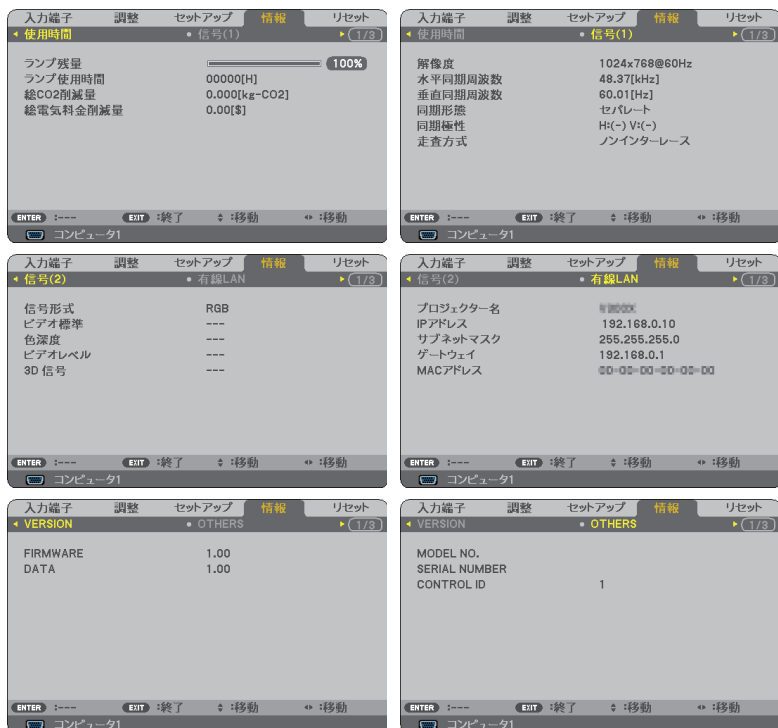 入力端子 調整 セットアップ 情報 リセット
使用時間 信号(1) (1/3)
ランプ残量 100%
ランプ使用時間 00000[H]
総CO2削減量 0.000[kg-CO2]
総電気料金削減量 0.00[$]
ENTER :--- EXIT :終了 :移動 :移動
コンピュータ1
入力端子 調整 セットアップ 情報 リセット
使用時間 信号(1) (1/3)
解像度 1024x768@60Hz
水平同期周波数 48.37[kHz]
垂直同期周波数 60.01[Hz]
同期形態 セパレート
同期極性 H:(-) V:(-)
走査方式 ノンインターレース
ENTER :--- EXIT :終了 :移動 :移動
コンピュータ1
入力端子 調整 セットアップ 情報 リセット
信号(2) 有線LAN (1/3)
信号形式 RGB
ビデオ標準 ---
色深度 ---
ビデオレベル ---
3D 信号 ---
ENTER :--- EXIT :終了 :移動 :移動
コンピュータ1
入力端子 調整 セットアップ 情報 リセット
信号(2) 有線LAN (1/3)
プロジェクター名
IPアドレス 192.168.0.10
サブネットマスク 255.255.255.0
ゲートウェイ 192.168.0.1
MACアドレス
ENTER :--- EXIT :終了 :移動 :移動
コンピュータ1
入力端子 調整 セットアップ 情報 リセット
VERSION OTHERS (1/3)
FIRMWARE 1.00
DATA 1.00
ENTER :--- EXIT :終了 :移動 :移動
コンピュータ1
入力端子 調整 セットアップ 情報 リセット
VERSION OTHERS (1/3)
MODEL NO.
SERIAL NUMBER
CONTROL ID 1
ENTER :--- EXIT :終了 :移動 :移動
コンピュータ1